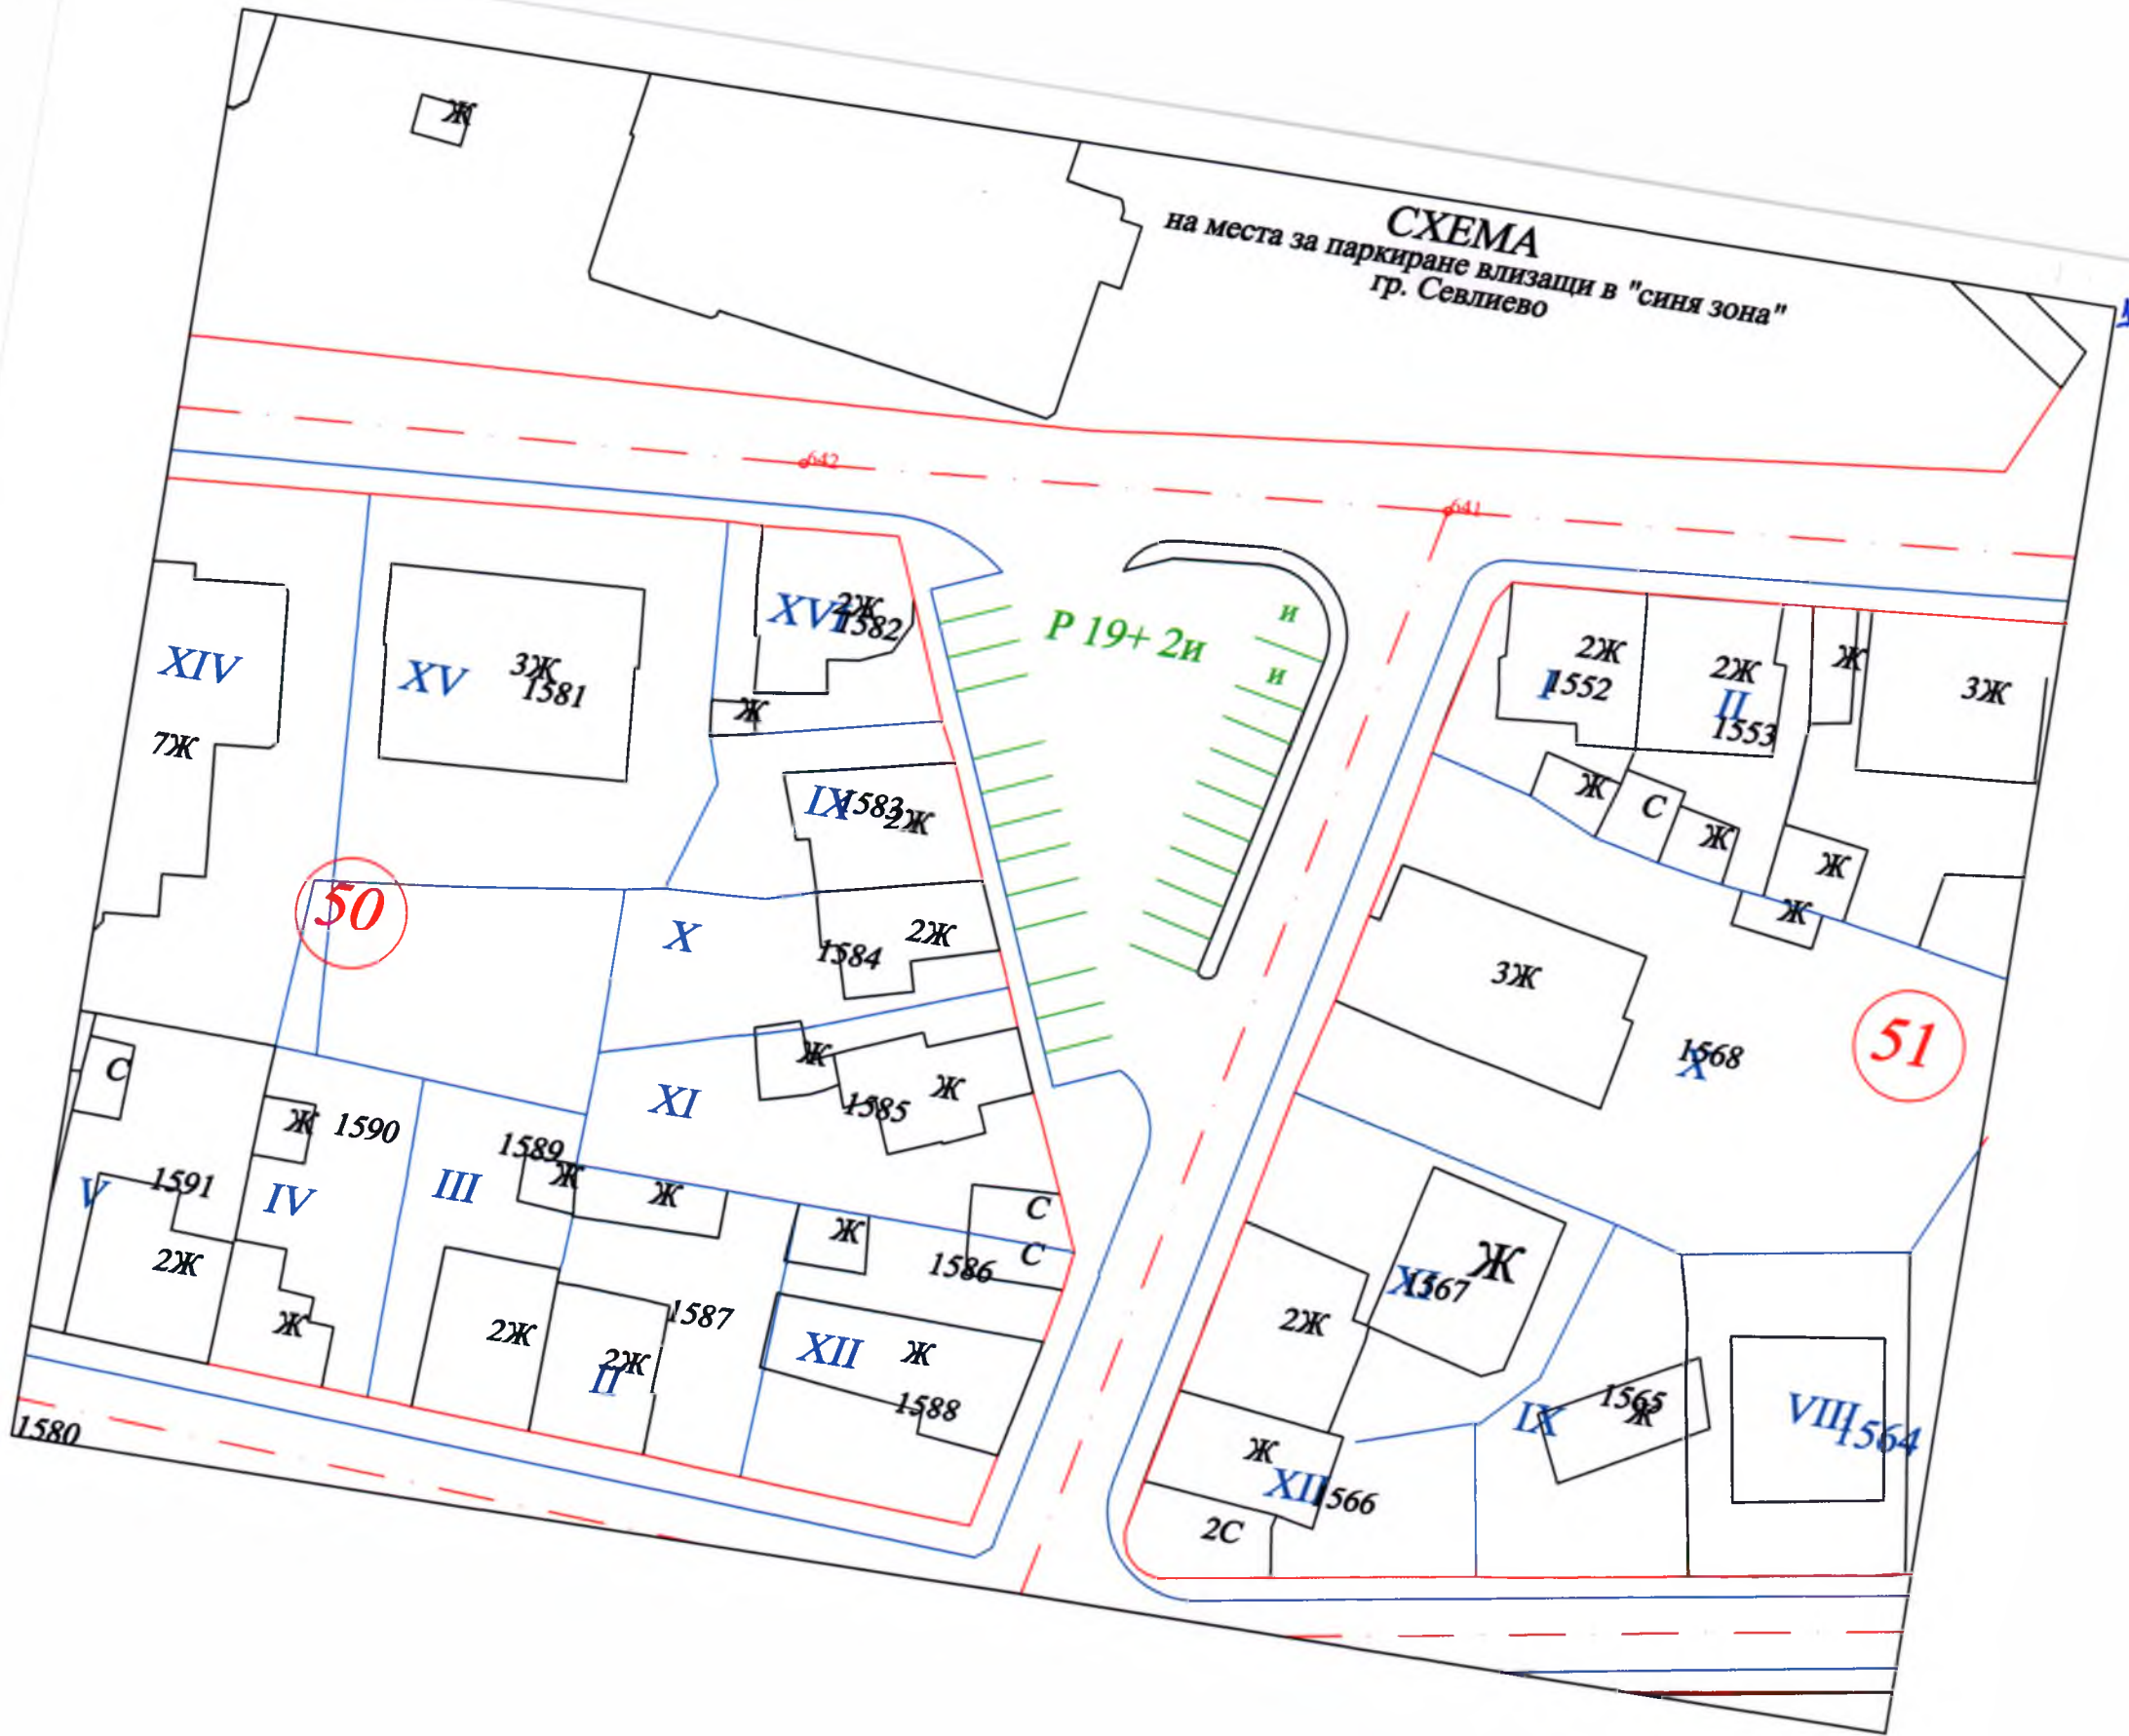 Ж
СХЕМА
на места за паркиране влизащи в "синя зона"
гр. Севлиево
642
641
XIV
7Ж
XV
3Ж
1581
XVI
2Ж
1582
Ж
P 19+ 2и
и
и
2Ж
I
1552
2Ж
II
1553
Ж
3Ж
IX
1583
2Ж
Ж
С
Ж
Ж
Ж
50
X
2Ж
1584
3Ж
1568
X
51
С
Ж
1590
XI
Ж
Ж
1585
1589
Ж
Ж
V
1591
IV
III
2Ж
Ж
С
С
1586
Ж
2Ж
2Ж
II
1587
XII
Ж
1588
1580
Ж
XI
1567
2Ж
Ж
XII
1566
2С
IX
1565
Ж
VIII
1564